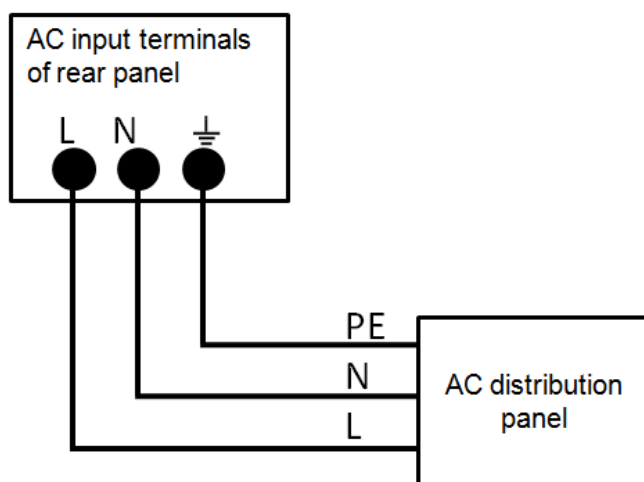 AC input terminals
of rear panel
L N
PE
N
L
AC distribution
panel